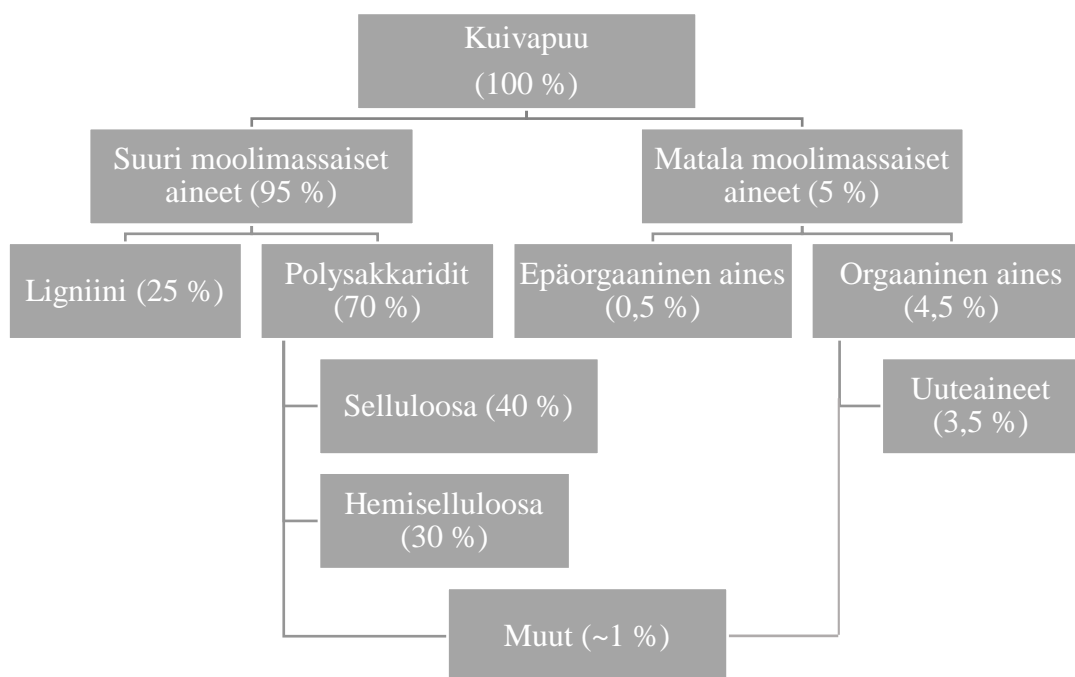 Kuivapuu
(100 %)
Suuri moolimassaiset
aineet (95 %)
Matala moolimassaiset
aineet (5 %)
Ligniini (25 %)
Polysakkaridit
(70 %)
Epäorgaaninen aines
(0,5 %)
Orgaaninen aines
(4,5 %)
Selluloosa (40 %)
Uuteaineet
(3,5 %)
Hemiselluloosa
(30 %)
Muut (~1 %)